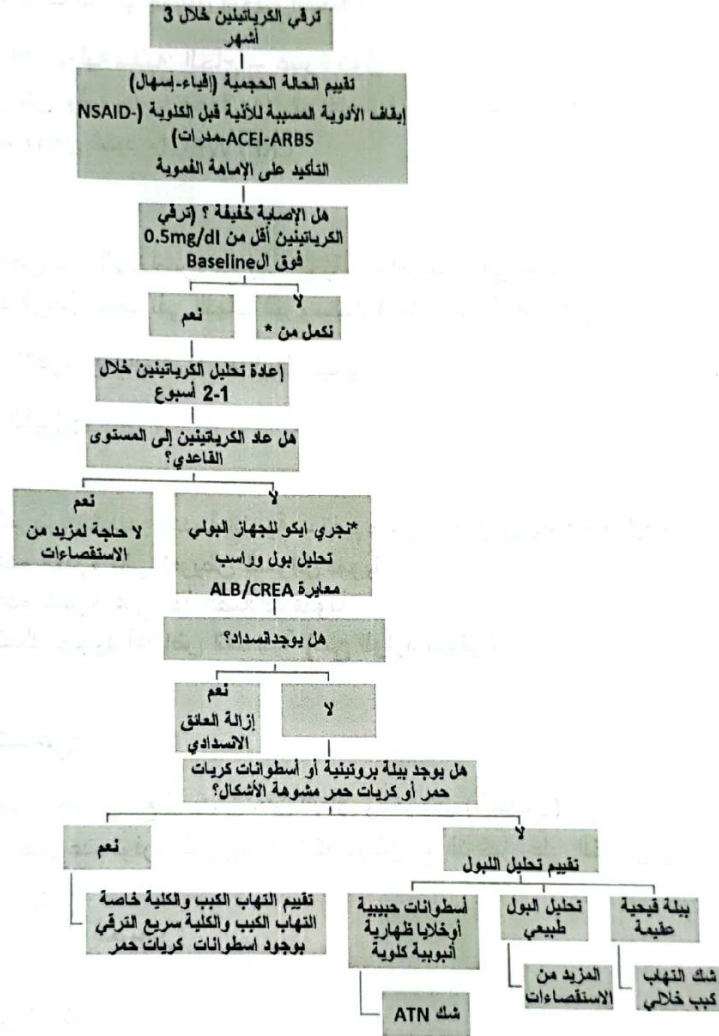 ترقي الكرياتينين خلال 3
أشهر
تقييم الحالة الحجمية (إقياء-إسهال)
إيقاف الأدوية المسببة للأذية قبل الكلوية (NSAID-
ACEI-ARBS-مدرات)
التأكيد على الإماهة الفموية
هل الإصابة خفيفة ؟ (ترقي
الكرياتينين أقل من 0.5mg/dl
فوق الBaseline
نعم
لا
نكمل من *
إعادة تحليل الكرياتينين خلال
1-2 أسبوع
هل عاد الكرياتينين إلى المستوى
القاعدي؟
نعم
لا حاجة لمزيد من
الاستقصاءات
لا
*نجري ايكو للجهاز البولي
تحليل بول وراسب
معايرة ALB/CREA
هل يوجدانسداد؟
نعم
إزالة العائق
الانسدادي
لا
هل يوجد بيلة بروتينية أو أسطوانات كريات
حمر أو كريات حمر مشوهة الأشكال؟
نعم
تقييم التهاب الكبب والكلية خاصة
التهاب الكبب والكلية سريع الترقي
بوجود اسطوانات كريات حمر
لا
تقييم تحليل اللبول
أسطوانات حبيبية
أوخلايا ظهارية
أنبوبية كلوية
شك ATN
تحليل البول
طبيعي
المزيد من
الاستقصاءات
بيلة قيحية
عقيمة
شك التهاب
كبب خلالي